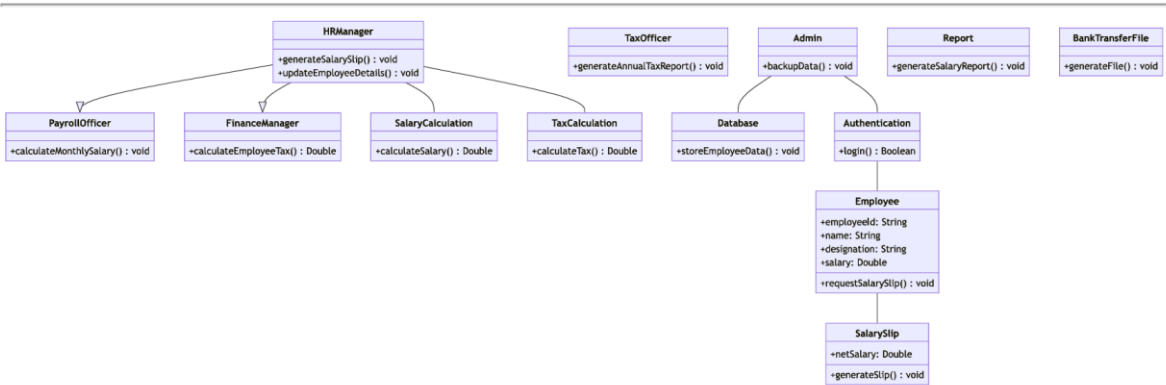 HRManager
+generateSalarySlip() : void
+updateEmployeeDetails() : void
TaxOfficer
+generateAnnualTaxReport() : void
Admin
+backupData() : void
Report
+generateSalaryReport() : void
BankTransferFile
+generateFile() : void
PayrollOfficer
+calculateMonthlySalary() : void
FinanceManager
+calculateEmployeeTax() : Double
SalaryCalculation
+calculateSalary() : Double
TaxCalculation
+calculateTax() : Double
Database
+storeEmployeeData() : void
Authentication
+login() : Boolean
Employee
+employeeId: String
+name: String
+designation: String
+salary: Double
+requestSalarySlip() : void
SalarySlip
+netSalary: Double
+generateSlip() : void